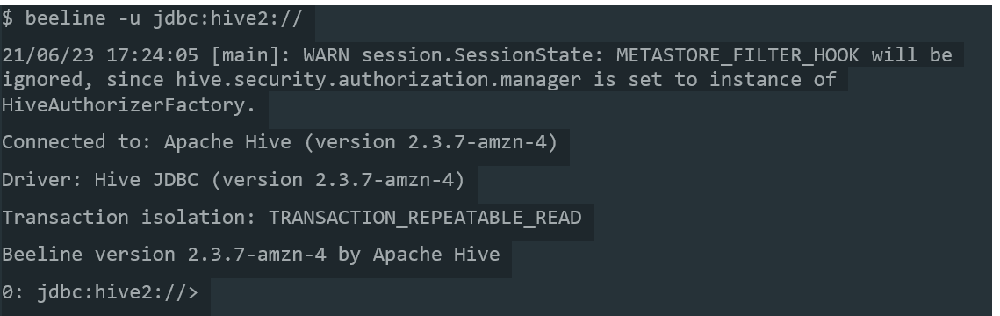 $ beeline -u jdbc:hive2://
21/06/23 17:24:05 [main]: WARN session.SessionState: METASTORE_FILTER_HOOK will be
ignored, since hive.security.authorization.manager is set to instance of
HiveAuthorizerFactory.
Connected to: Apache Hive (version 2.3.7-amzn-4)
Driver: Hive JDBC (version 2.3.7-amzn-4)
Transaction isolation: TRANSACTION_REPEATABLE_READ
Beeline version 2.3.7-amzn-4 by Apache Hive
0: jdbc:hive2://>